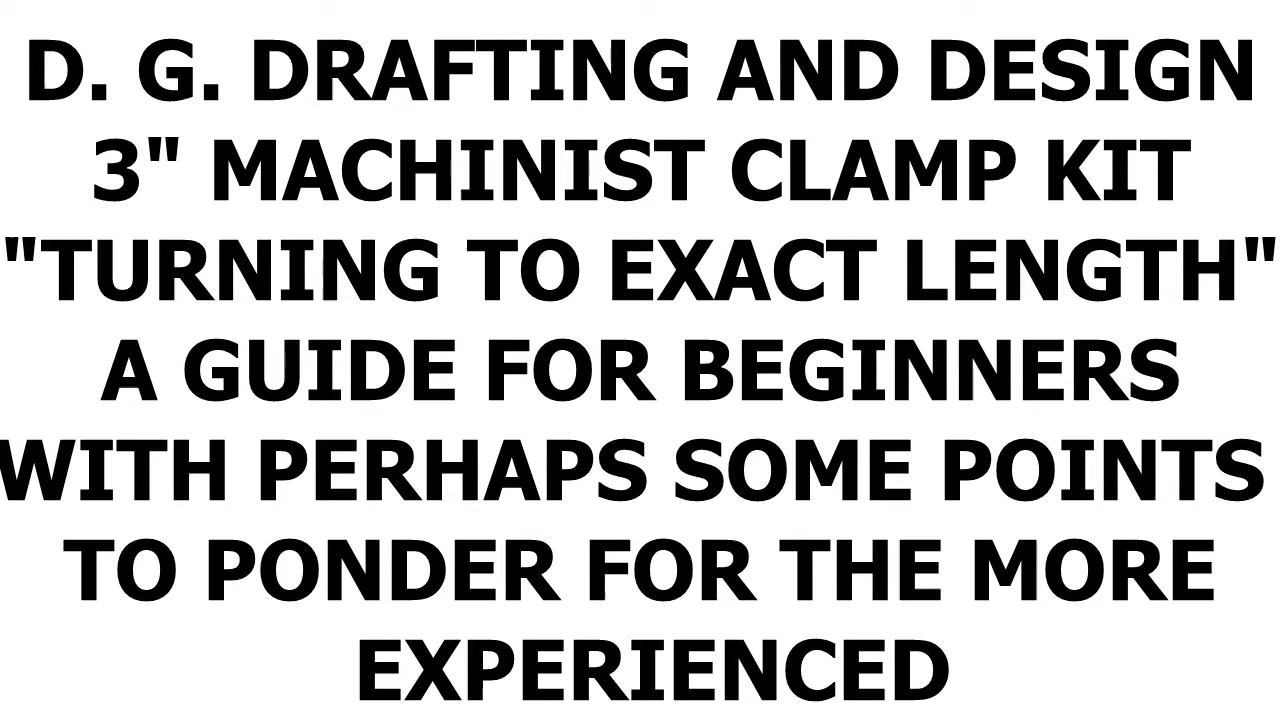 D. G. DRAFTING AND DESIGN
3" MACHINIST CLAMP KIT
"TURNING TO EXACT LENGTH"
A GUIDE FOR BEGINNERS
WITH PERHAPS SOME POINTS
TO PONDER FOR THE MORE
EXPERIENCED